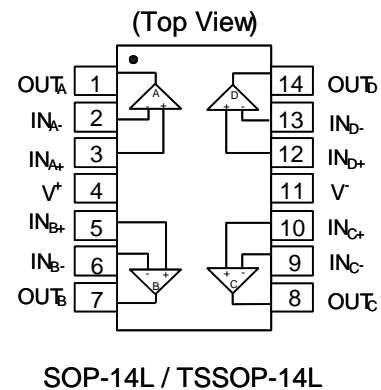 (Top View)
OUTA 1 A D 14 OUTD
INA- 2 - + + - 13 IND-
INA+ 3 12 IND+
V+ 4 11 V-
INB+ 5 10 INC+
INB- 6 - + + - 9 INC-
OUTB 7 B C 8 OUTC
SOP-14L / TSSOP-14L